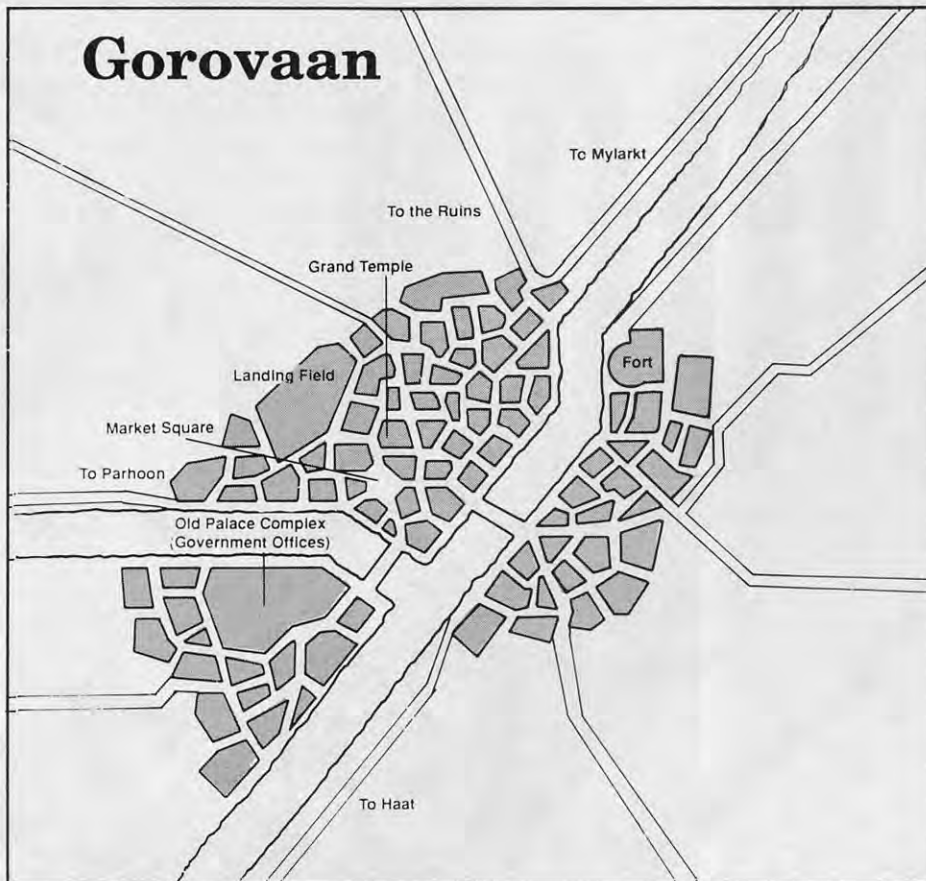 Gorovaan
To Mylarkt
To the Ruins
Grand Temple
Fort
Landing Field
Market Square
To Parhoon
Old Palace Complex
(Government Offices)
To Haat